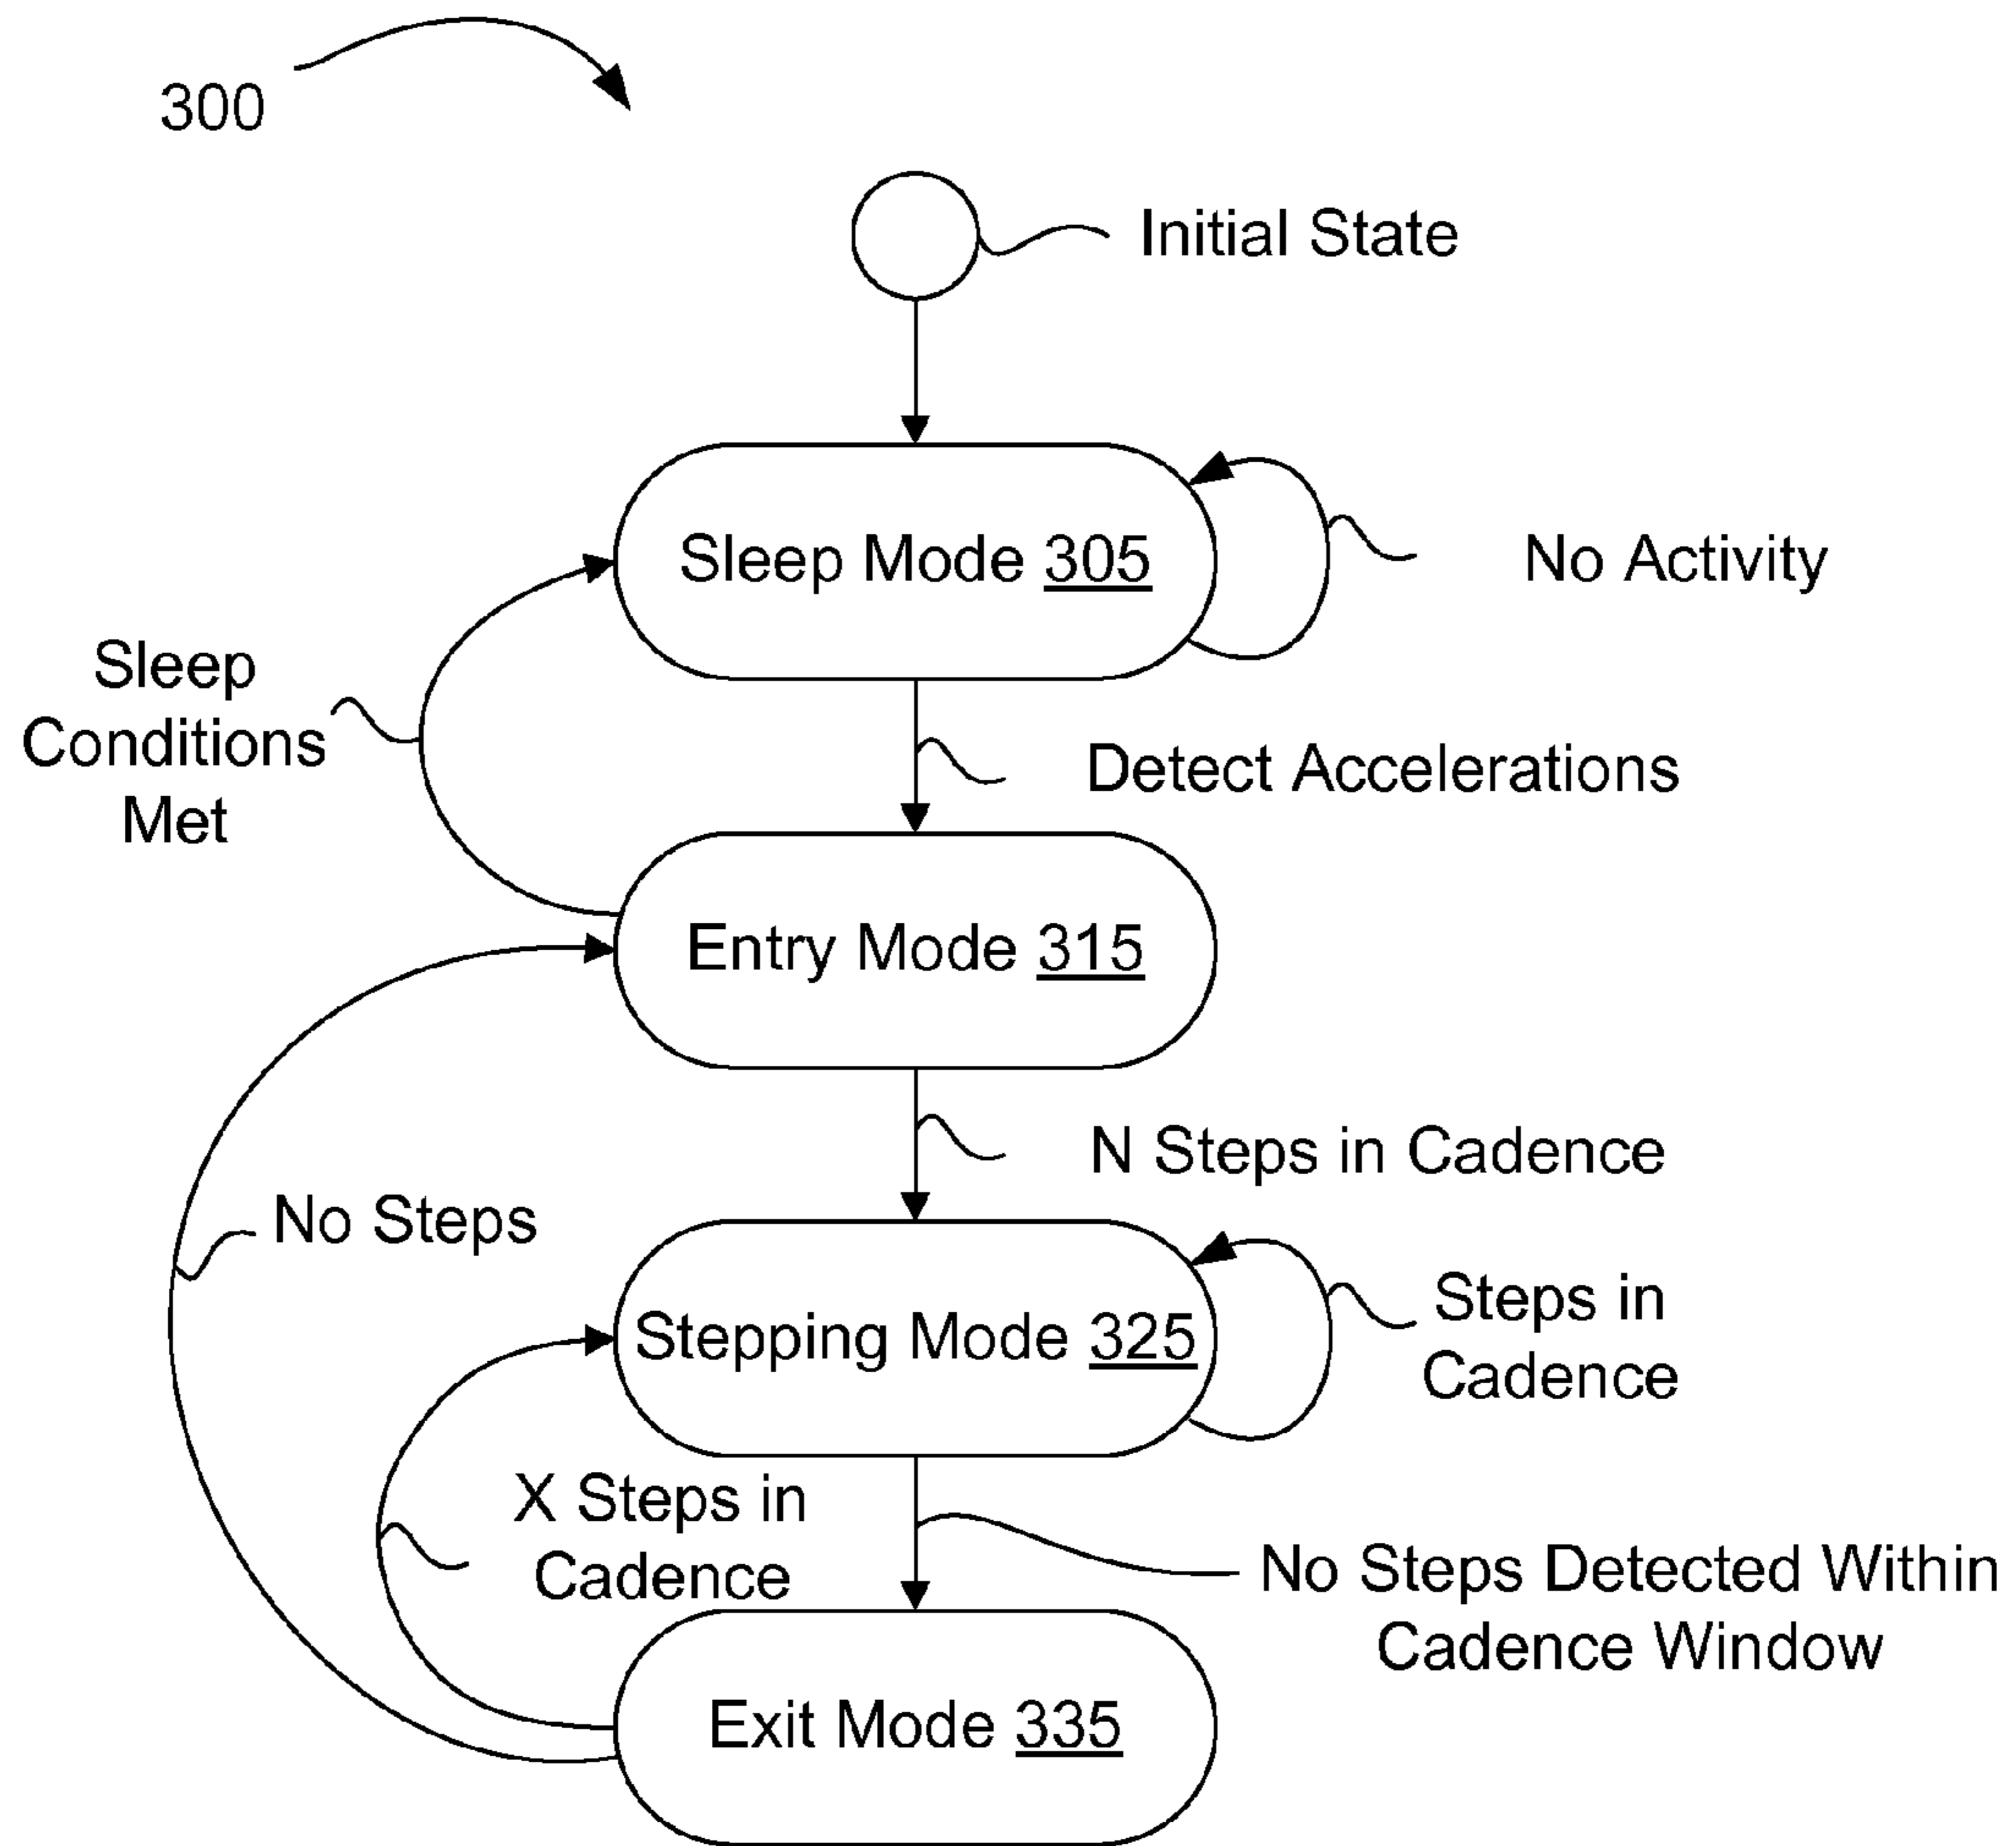 300
Initial State
Sleep Mode 305
No Activity
Sleep
Conditions
Met
Detect Accelerations
Entry Mode 315
N Steps in Cadence
No Steps
Stepping Mode 325
Steps in
Cadence
X Steps in
Cadence
No Steps Detected Within
Cadence Window
Exit Mode 335